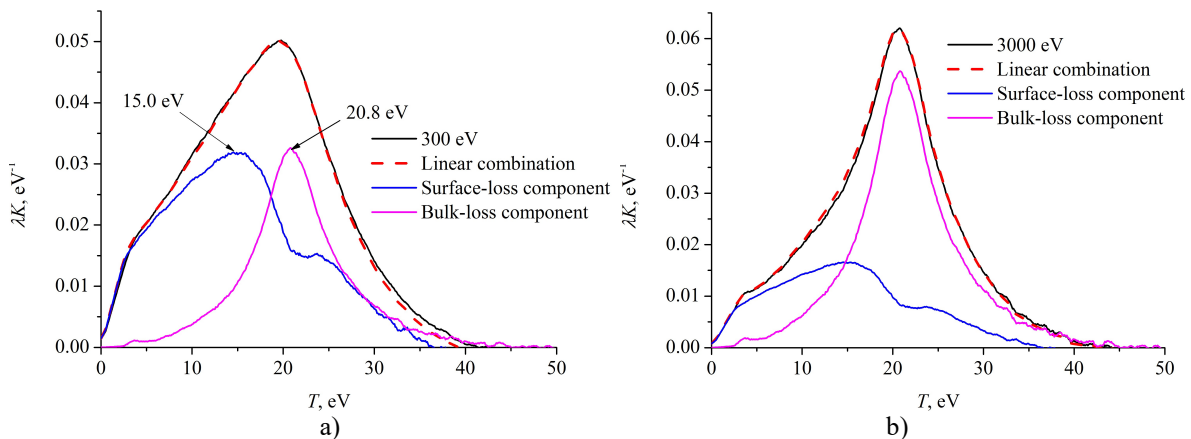 0.05
0.04
0.03
0.02
0.01
0.00
λK, eV⁻¹
15.0 eV
20.8 eV
300 eV
Linear combination
Surface-loss component
Bulk-loss component
0 10 20 30 40 50
T, eV
a)
0.06
0.05
0.04
0.03
0.02
0.01
0.00
λK, eV⁻¹
3000 eV
Linear combination
Surface-loss component
Bulk-loss component
0 10 20 30 40 50
T, eV
b)